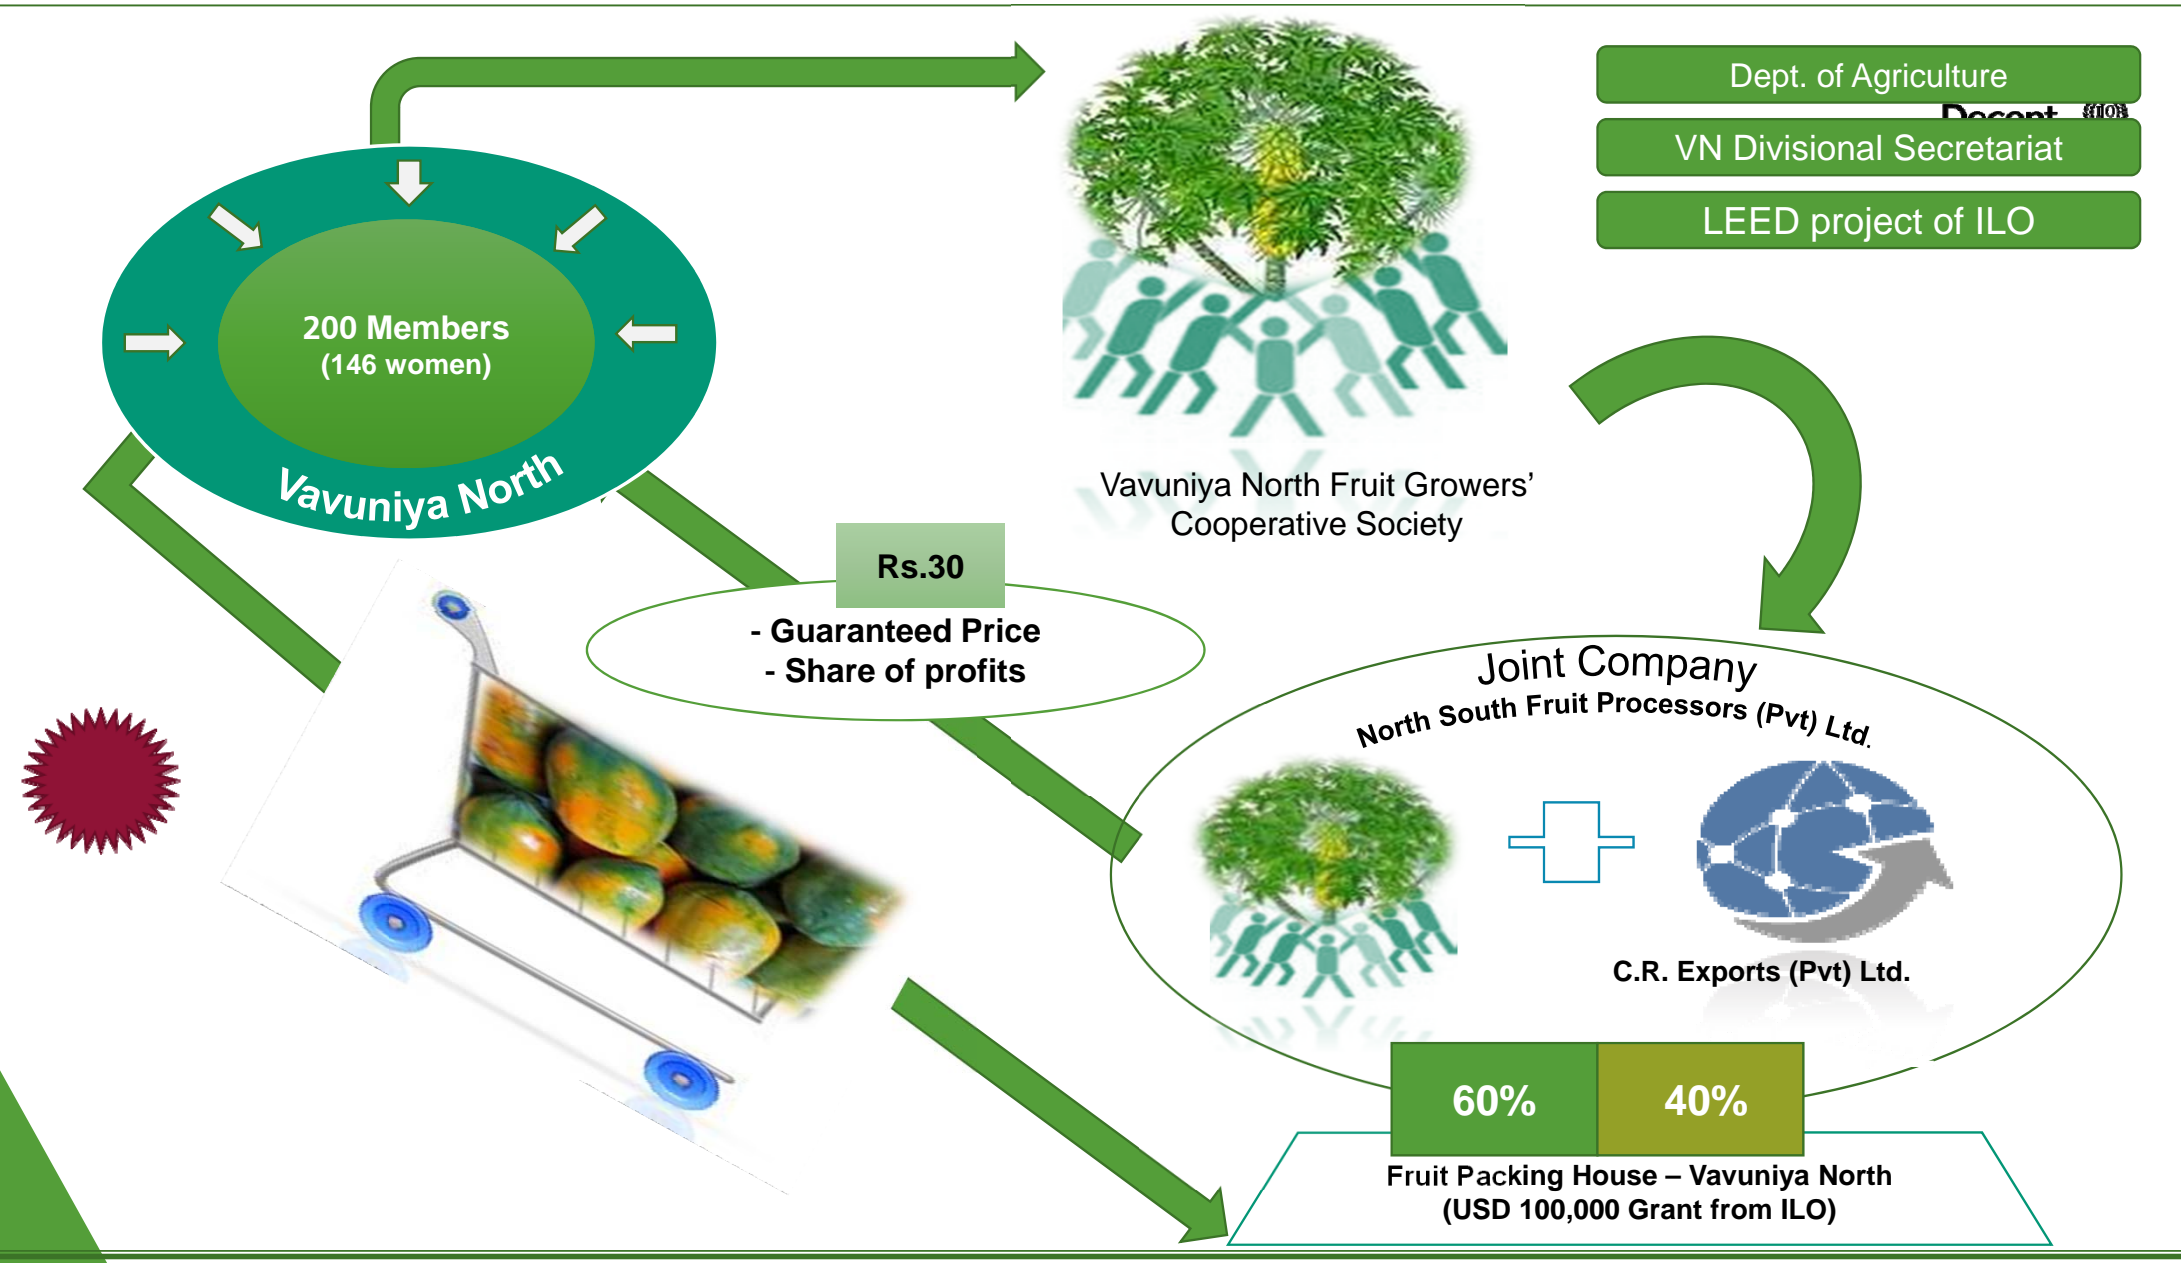 Dept. of Agriculture
Decent
VN Divisional Secretariat
LEED project of ILO
200 Members
(146 women)
Vavuniya North
Vavuniya North Fruit Growers’
Cooperative Society
Rs.30
- Guaranteed Price
- Share of profits
Joint Company
North South Fruit Processors (Pvt) Ltd.
C.R. Exports (Pvt) Ltd.
60%
40%
Fruit Packing House – Vavuniya North
(USD 100,000 Grant from ILO)